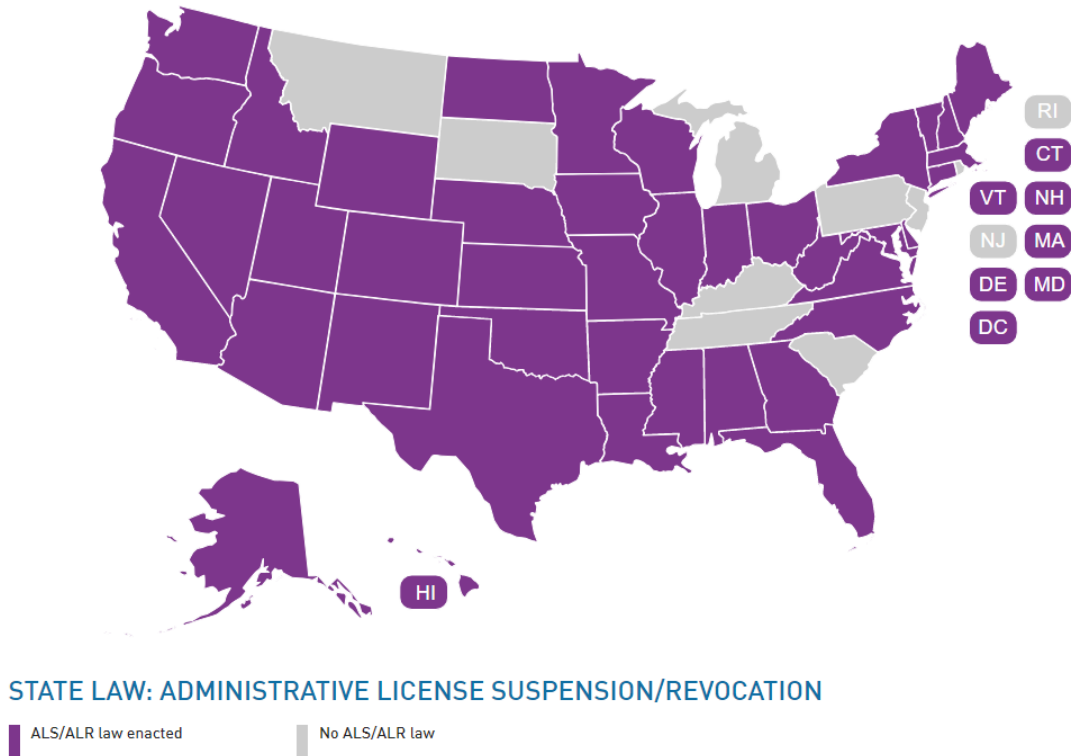 RI
CT
VT NH
NJ MA
DE MD
DC
HI
STATE LAW: ADMINISTRATIVE LICENSE SUSPENSION/REVOCATION
ALS/ALR law enacted No ALS/ALR law